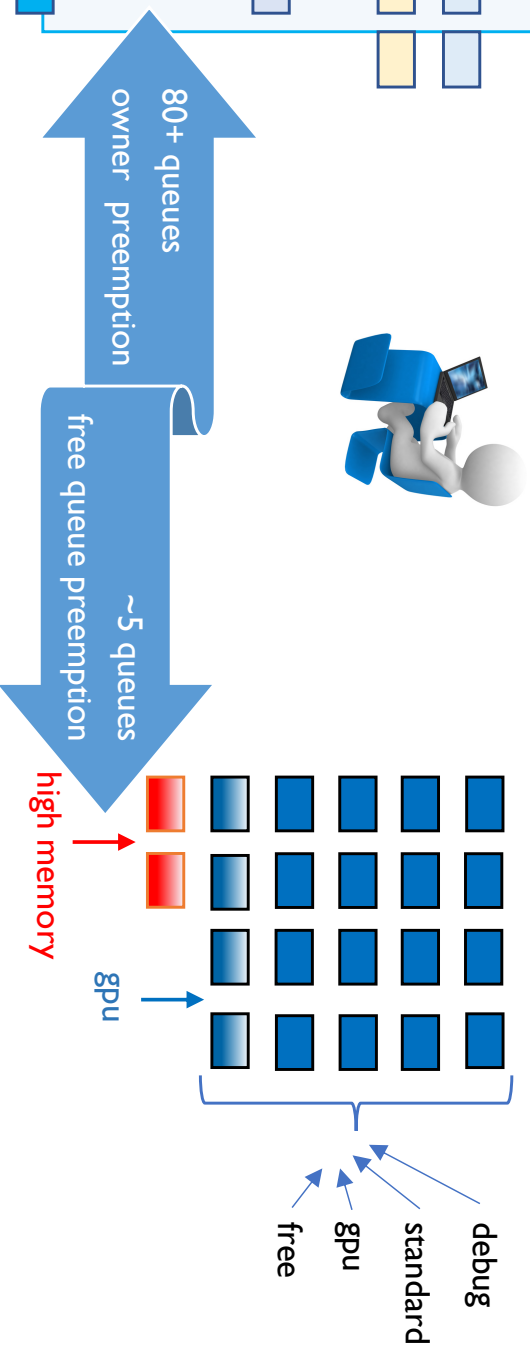 80+ queues
owner preemption
~5 queues
free queue preemption
high memory
gpu
debug
standard
gpu
free